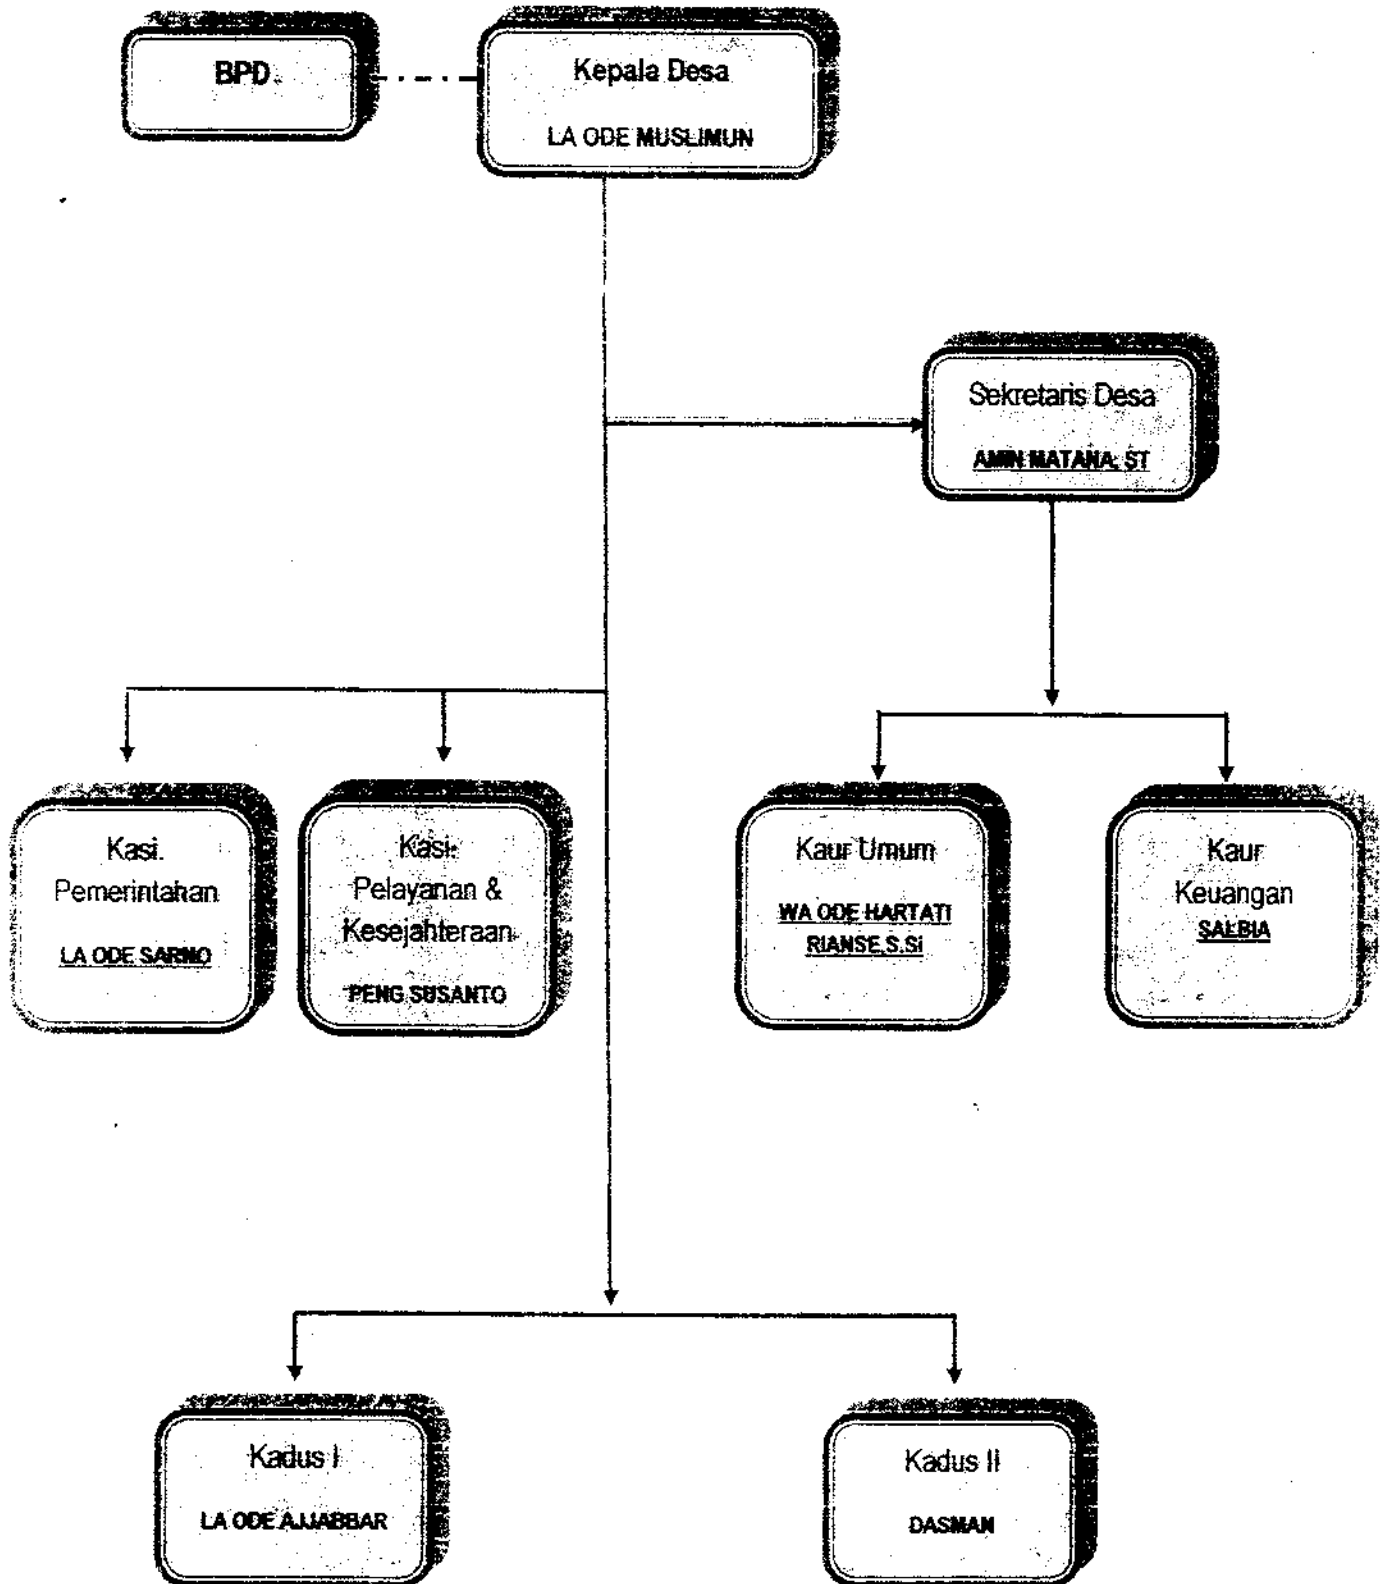 BPD
Kepala Desa
LA ODE MUSLIMUN
Sekretaris Desa
AMIN MATANA, ST
Kasi.
Pemerintahan
LA ODE SARNO
Kasi.
Pelayanan &
Kesejahteraan
PENG SUSANTO
Kaur Umum
WA ODE HARTATI
RIANSE,S.Si
Kaur
Keuangan
SALBIA
Kadus I
LA ODE AJJABBAR
Kadus II
DASMAN